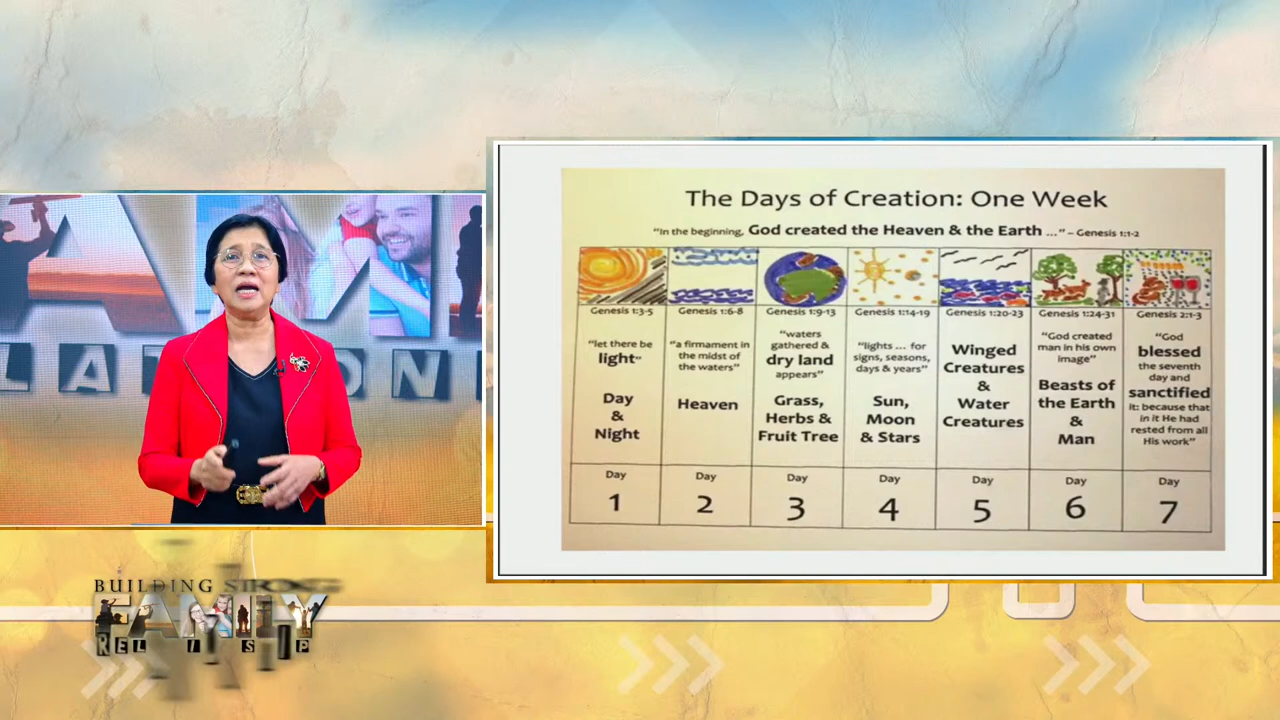 The Days of Creation: One Week
"In the beginning, God created the Heaven & the Earth ..." – Genesis 1:1-2
Genesis 1:3-5
"let there be
light"
Day
&
Night
Day
1
Genesis 1:6-8
"a firmament in
the midst of
the waters"
Heaven
Day
2
Genesis 1:9-13
"waters
gathered &
dry land
appears"
Grass,
Herbs &
Fruit Tree
Day
3
Genesis 1:14-19
"lights ... for
signs, seasons,
days & years"
Sun,
Moon
& Stars
Day
4
Genesis 1:20-23
Winged
Creatures
&
Water
Creatures
Day
5
Genesis 1:24-31
"God created
man in his own
image"
Beasts of
the Earth
&
Man
Day
6
Genesis 2:1-3
"God
blessed
the seventh
day and
sanctified
it: because that
in it He had
rested from all
His work"
Day
7
BUILDING
FAMILY